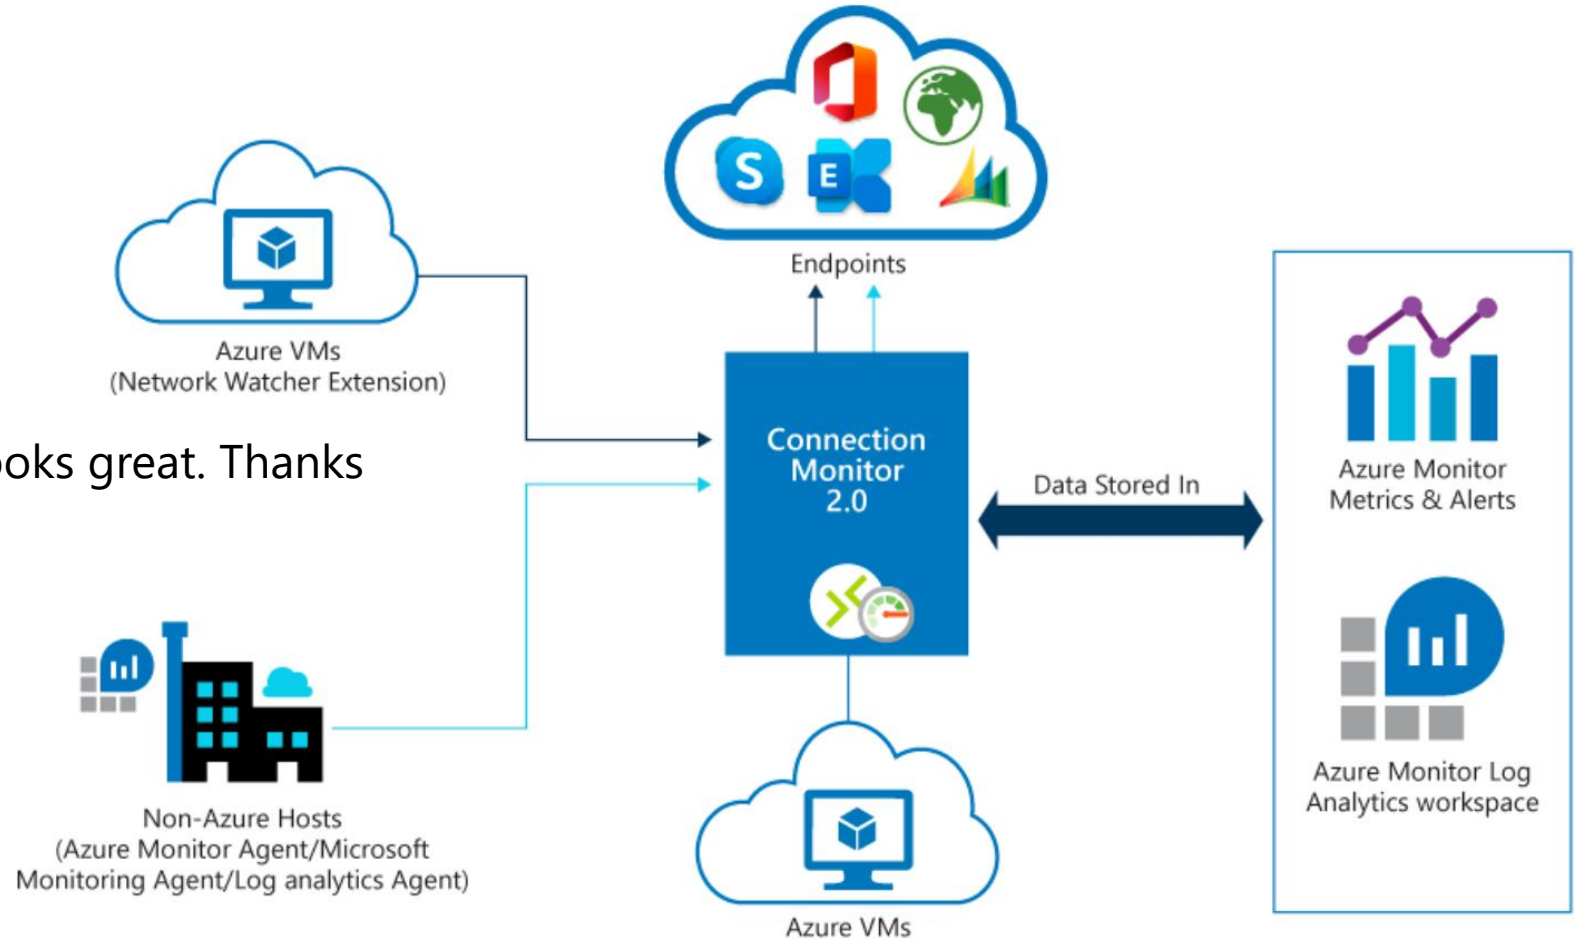 Endpoints
Azure VMs
(Network Watcher Extension)
ooks great. Thanks
Connection
Monitor
2.0
Data Stored In
Azure Monitor
Metrics & Alerts
Non-Azure Hosts
(Azure Monitor Agent/Microsoft
Monitoring Agent/Log analytics Agent)
Azure VMs
Azure Monitor Log
Analytics workspace
S
E